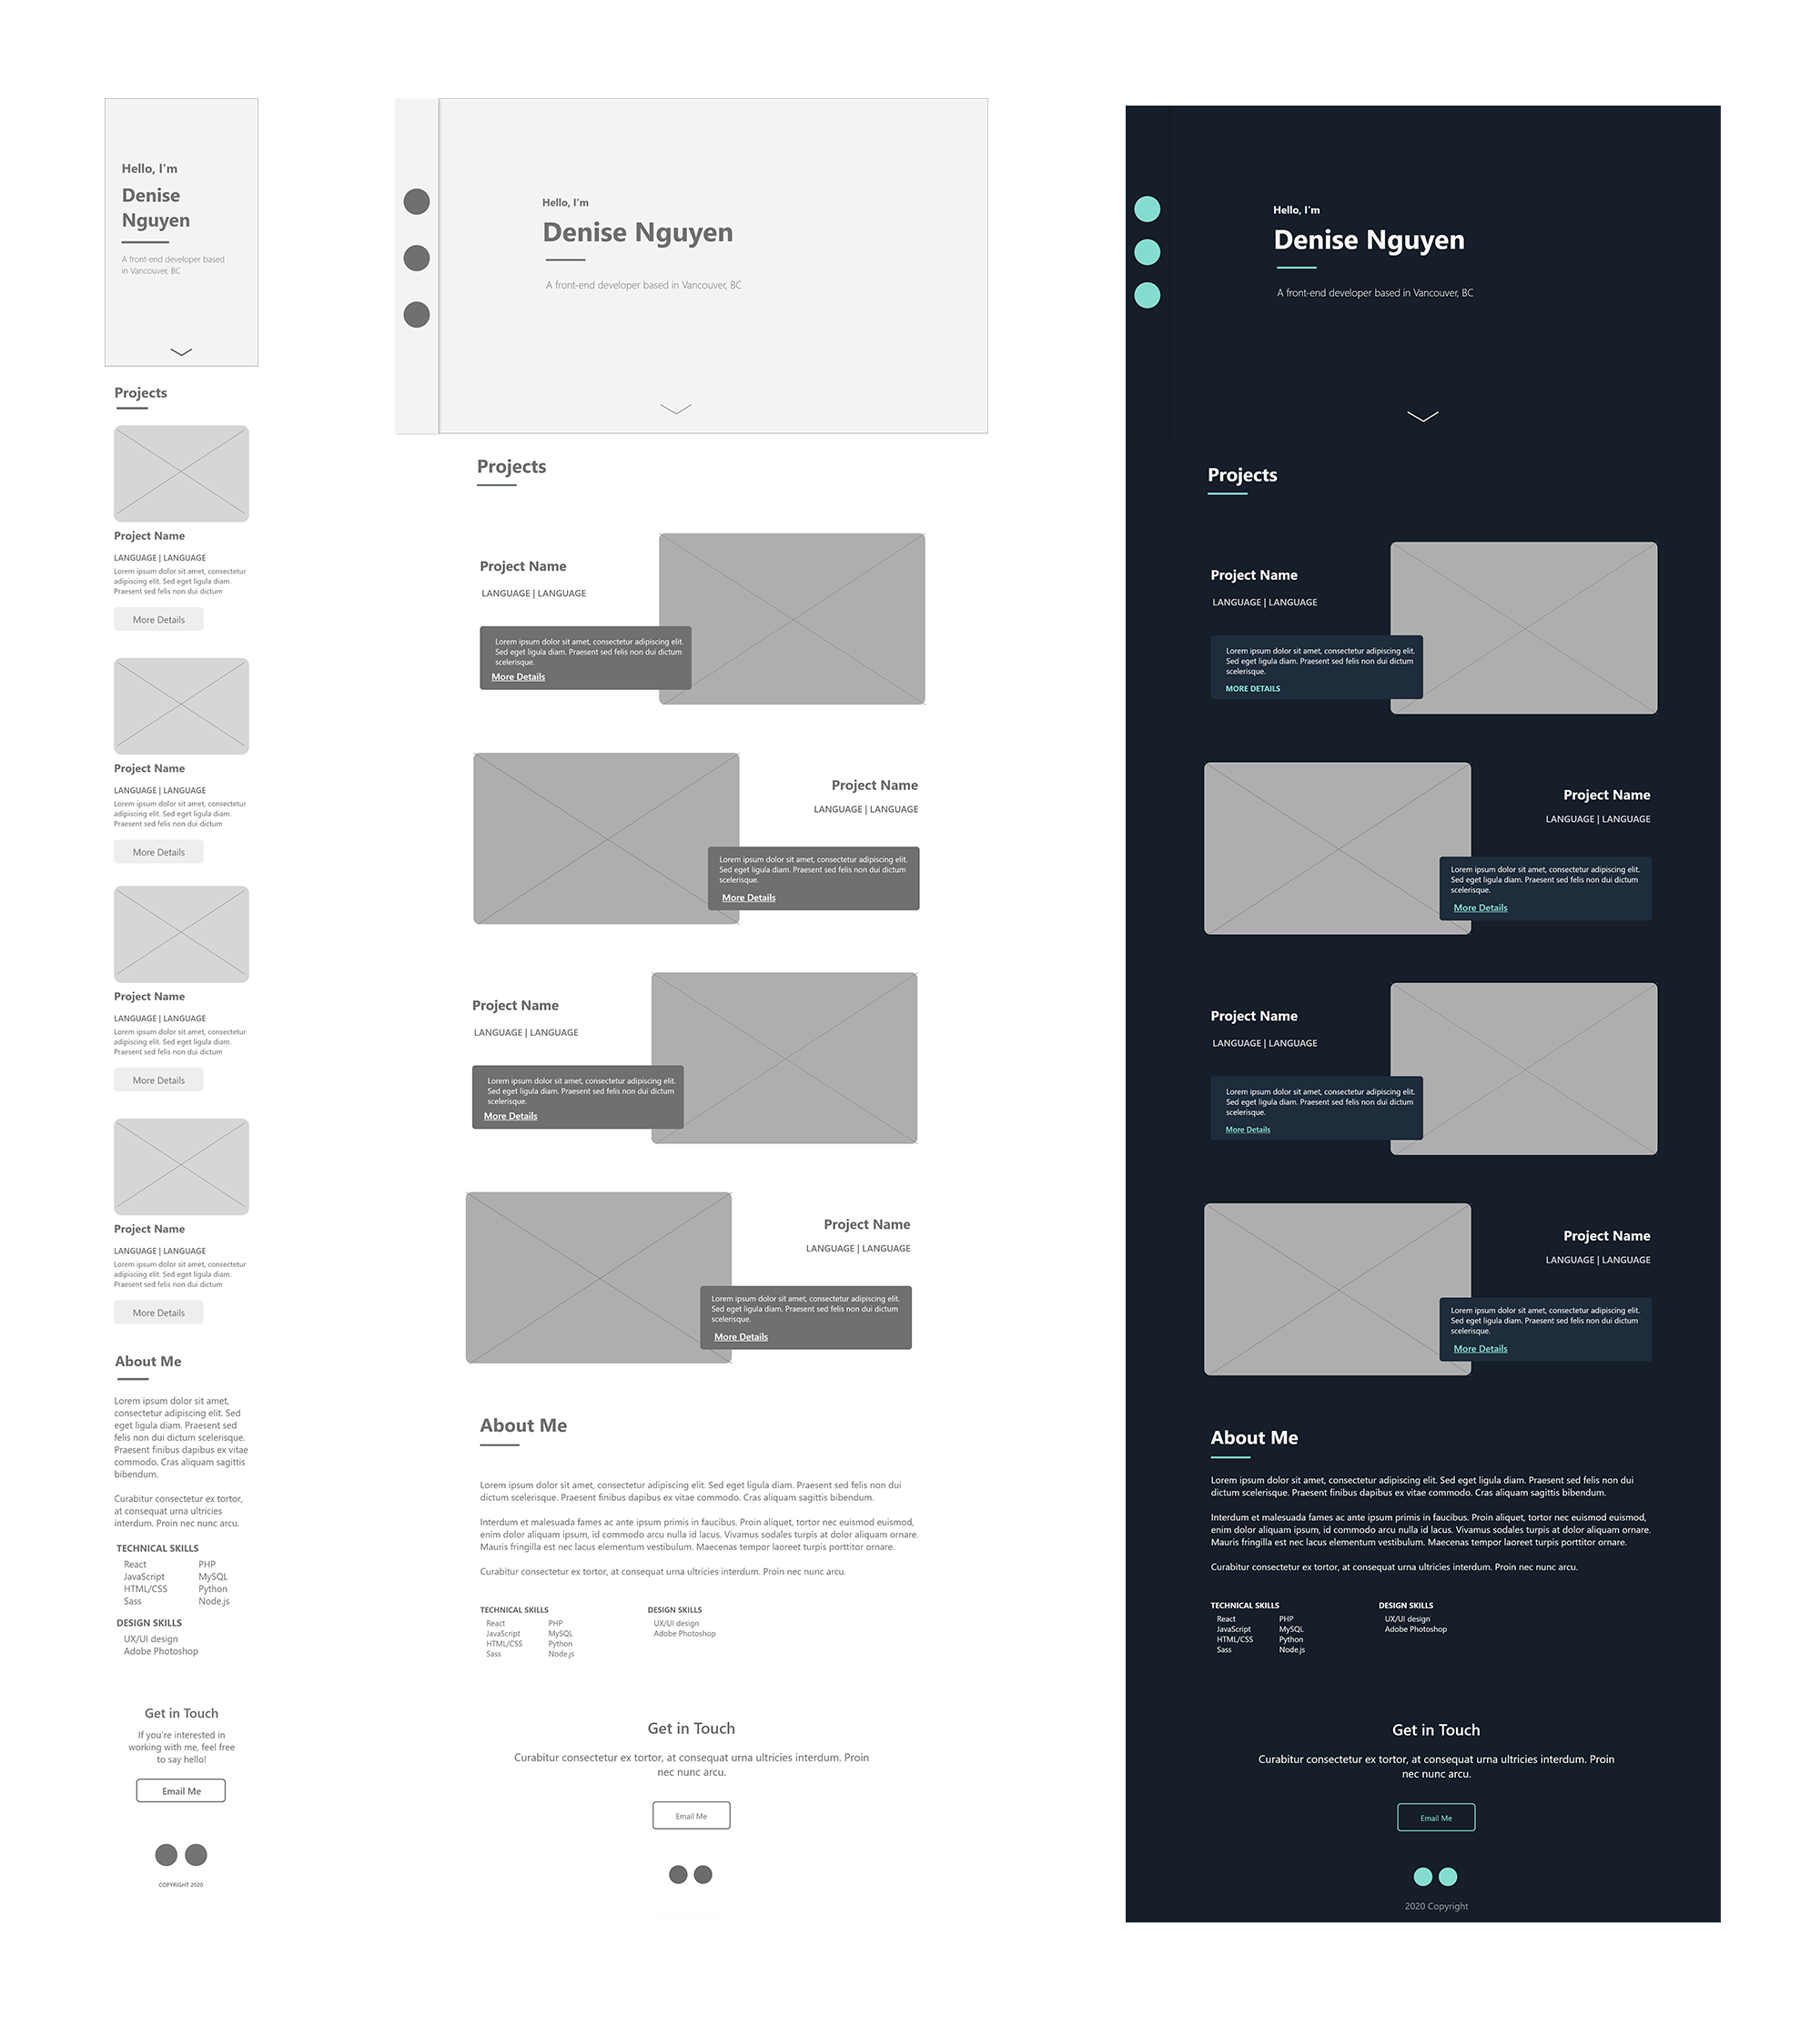 Hello, I'm
Denise
Nguyen
A front-end developer based
in Vancouver, BC
Projects
Project Name
LANGUAGE | LANGUAGE
Lorem ipsum dolor sit amet, consectetur
adipiscing elit. Sed eget ligula diam.
Praesent sed felis non dui dictum
More Details
Project Name
LANGUAGE | LANGUAGE
Lorem ipsum dolor sit amet, consectetur
adipiscing elit. Sed eget ligula diam.
Praesent sed felis non dui dictum
More Details
Project Name
LANGUAGE | LANGUAGE
Lorem ipsum dolor sit amet, consectetur
adipiscing elit. Sed eget ligula diam.
Praesent sed felis non dui dictum
More Details
Project Name
LANGUAGE | LANGUAGE
Lorem ipsum dolor sit amet, consectetur
adipiscing elit. Sed eget ligula diam.
Praesent sed felis non dui dictum
More Details
About Me
Lorem ipsum dolor sit amet,
consectetur adipiscing elit. Sed
eget ligula diam. Praesent sed
felis non dui dictum scelerisque.
Praesent finibus dapibus ex vitae
commodo. Cras aliquam sagittis
bibendum.
Curabitur consectetur ex tortor,
at consequat urna ultricies
interdum. Proin nec nunc arcu.
TECHNICAL SKILLS
React PHP
JavaScript MySQL
HTML/CSS Python
Sass Node.js
DESIGN SKILLS
UX/UI design
Adobe Photoshop
Get in Touch
If you're interested in
working with me, feel free
to say hello!
Email Me
COPYRIGHT 2020
Hello, I'm
Denise Nguyen
A front-end developer based in Vancouver, BC
Projects
Project Name
LANGUAGE | LANGUAGE
Lorem ipsum dolor sit amet, consectetur adipiscing elit.
Sed eget ligula diam. Praesent sed felis non dui dictum
scelerisque.
More Details
Project Name
LANGUAGE | LANGUAGE
Lorem ipsum dolor sit amet, consectetur adipiscing elit.
Sed eget ligula diam. Praesent sed felis non dui dictum
scelerisque.
More Details
Project Name
LANGUAGE | LANGUAGE
Lorem ipsum dolor sit amet, consectetur adipiscing elit.
Sed eget ligula diam. Praesent sed felis non dui dictum
scelerisque.
More Details
Project Name
LANGUAGE | LANGUAGE
Lorem ipsum dolor sit amet, consectetur adipiscing elit.
Sed eget ligula diam. Praesent sed felis non dui dictum
scelerisque.
More Details
About Me
Lorem ipsum dolor sit amet, consectetur adipiscing elit. Sed eget ligula diam. Praesent sed felis non dui
dictum scelerisque. Praesent finibus dapibus ex vitae commodo. Cras aliquam sagittis bibendum.
Interdum et malesuada fames ac ante ipsum primis in faucibus. Proin aliquet, tortor nec euismod euismod,
enim dolor aliquam ipsum, id commodo arcu nulla id lacus. Vivamus sodales turpis at dolor aliquam ornare.
Mauris fringilla est nec lacus elementum vestibulum. Maecenas tempor laoreet turpis porttitor ornare.
Curabitur consectetur ex tortor, at consequat urna ultricies interdum. Proin nec nunc arcu.
TECHNICAL SKILLS DESIGN SKILLS
React PHP UX/UI design
JavaScript MySQL Adobe Photoshop
HTML/CSS Python
Sass Node.js
Get in Touch
Curabitur consectetur ex tortor, at consequat urna ultricies interdum. Proin
nec nunc arcu.
Email Me
Hello, I'm
Denise Nguyen
A front-end developer based in Vancouver, BC
Projects
Project Name
LANGUAGE | LANGUAGE
Lorem ipsum dolor sit amet, consectetur adipiscing elit.
Sed eget ligula diam. Praesent sed felis non dui dictum
scelerisque.
MORE DETAILS
Project Name
LANGUAGE | LANGUAGE
Lorem ipsum dolor sit amet, consectetur adipiscing elit.
Sed eget ligula diam. Praesent sed felis non dui dictum
scelerisque.
More Details
Project Name
LANGUAGE | LANGUAGE
Lorem ipsum dolor sit amet, consectetur adipiscing elit.
Sed eget ligula diam. Praesent sed felis non dui dictum
scelerisque.
More Details
Project Name
LANGUAGE | LANGUAGE
Lorem ipsum dolor sit amet, consectetur adipiscing elit.
Sed eget ligula diam. Praesent sed felis non dui dictum
scelerisque.
More Details
About Me
Lorem ipsum dolor sit amet, consectetur adipiscing elit. Sed eget ligula diam. Praesent sed felis non dui
dictum scelerisque. Praesent finibus dapibus ex vitae commodo. Cras aliquam sagittis bibendum.
Interdum et malesuada fames ac ante ipsum primis in faucibus. Proin aliquet, tortor nec euismod euismod,
enim dolor aliquam ipsum, id commodo arcu nulla id lacus. Vivamus sodales turpis at dolor aliquam ornare.
Mauris fringilla est nec lacus elementum vestibulum. Maecenas tempor laoreet turpis porttitor ornare.
Curabitur consectetur ex tortor, at consequat urna ultricies interdum. Proin nec nunc arcu.
TECHNICAL SKILLS DESIGN SKILLS
React PHP UX/UI design
JavaScript MySQL Adobe Photoshop
HTML/CSS Python
Sass Node.js
Get in Touch
Curabitur consectetur ex tortor, at consequat urna ultricies interdum. Proin
nec nunc arcu.
Email Me
2020 Copyright